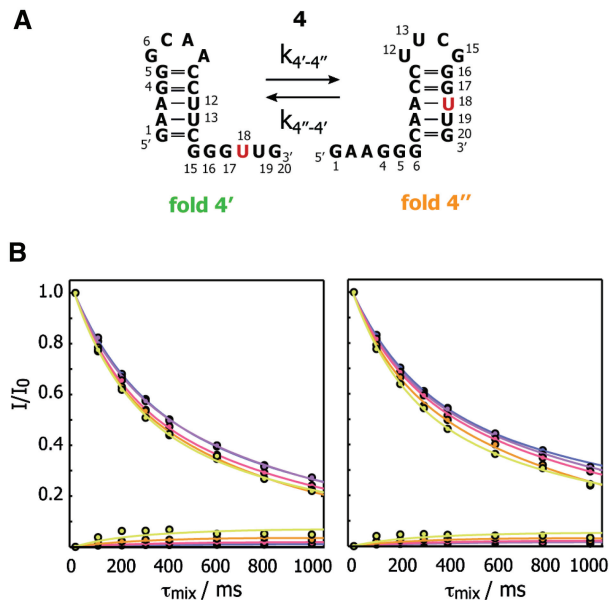 A
4
C A
6 G A
5 G = C
4 G = C
A – U 12
A – U 13
1 G = C
5'
18
G G G U U G 3'
15 16 17 19 20
k4'-4"
k4"-4'
13 U U C
12 U G 15
C = G 16
C = G 17
A – U 18
A – U 19
C = G 20
3'
5' G A A G G G
1 4 5 6
fold 4'
fold 4"
B
I/I0
1.0
0.8
0.6
0.4
0.2
0 200 400 600 800 1000
0 200 400 600 800 1000
τmix / ms
τmix / ms